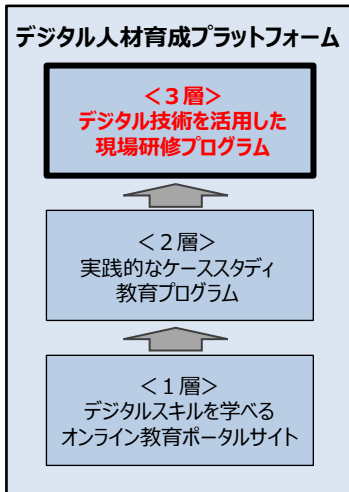 デジタル人材育成プラットフォーム
＜３層＞
デジタル技術を活用した
現場研修プログラム
＜２層＞
実践的なケーススタディ
教育プログラム
＜１層＞
デジタルスキルを学べる
オンライン教育ポータルサイト